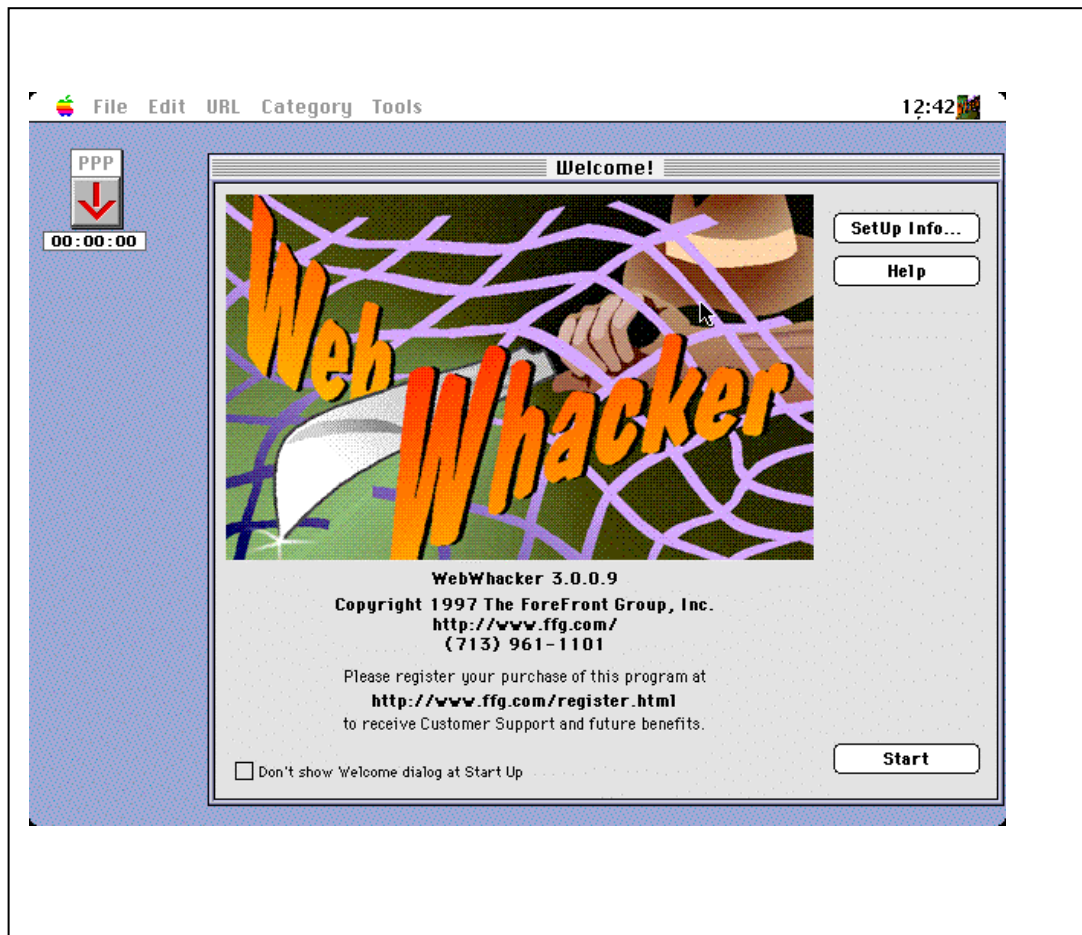 File Edit URL Category Tools 12:42
PPP
00:00:00
Welcome!
Web
Whacker
SetUp Info...
Help
WebWhacker 3.0.0.9
Copyright 1997 The ForeFront Group, Inc.
http://www.ffg.com/
(713) 961-1101
Please register your purchase of this program at
http://www.ffg.com/register.html
to receive Customer Support and future benefits.
Don't show Welcome dialog at Start Up
Start